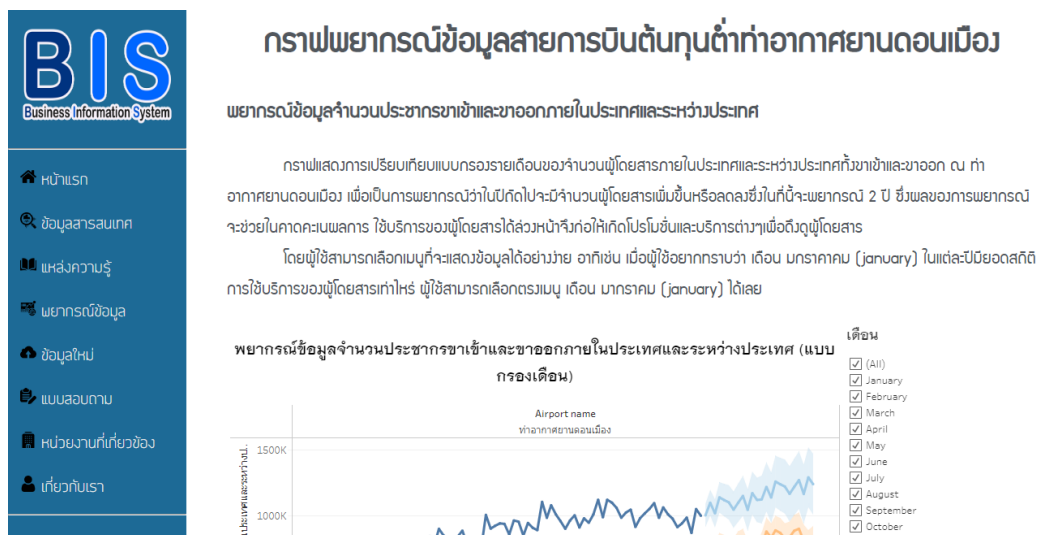 BIS
Business Information System
หน้าแรก
ข้อมูลสารสนเทศ
แหล่งความรู้
พยากรณ์ข้อมูล
ข้อมูลใหม่
แบบสอบถาม
หน่วยงานที่เกี่ยวข้อง
เกี่ยวกับเรา
กราฟพยากรณ์ข้อมูลสายการบินต้นทุนต่ำท่าอากาศยานดอนเมือง
พยากรณ์ข้อมูลจำนวนประชากรขาเข้าและขาออกภายในประเทศและระหว่างประเทศ
กราฟแสดงการเปรียบเทียบแบบกรองรายเดือนของจำนวนผู้โดยสารภายในประเทศและระหว่างประเทศทั้งขาเข้าและขาออก ณ ท่า
อากาศยานดอนเมือง เพื่อเป็นการพยากรณ์ว่าในปีถัดไปจะมีจำนวนผู้โดยสารเพิ่มขึ้นหรือลดลงซึ่งในที่นี้จะพยากรณ์ 2 ปี ซึ่งผลของการพยากรณ์
จะช่วยในคาดคะเนผลการ ใช้บริการของผู้โดยสารได้ล่วงหน้าจึงก่อให้เกิดโปรโมชั่นและบริการต่างๆเพื่อดึงดูผู้โดยสาร
โดยผู้ใช้สามารถเลือกเมนูที่จะแสดงข้อมูลได้อย่างง่าย อาทิเช่น เมื่อผู้ใช้อยากทราบว่า เดือน มกราคาคม (january) ในแต่ละปีมียอดสถิติ
การใช้บริการของผู้โดยสารเท่าไหร่ ผู้ใช้สามารถเลือกตรงเมนู เดือน มากราคม (january) ได้เลย
พยากรณ์ข้อมูลจำนวนประชากรขาเข้าและขาออกภายในประเทศและระหว่างประเทศ (แบบ
กรองเดือน)
Airport name
ท่าอากาศยานดอนเมือง
1500K
1000K
ประเทศและระหว่างป..
เดือน
(All)
January
February
March
April
May
June
July
August
September
October